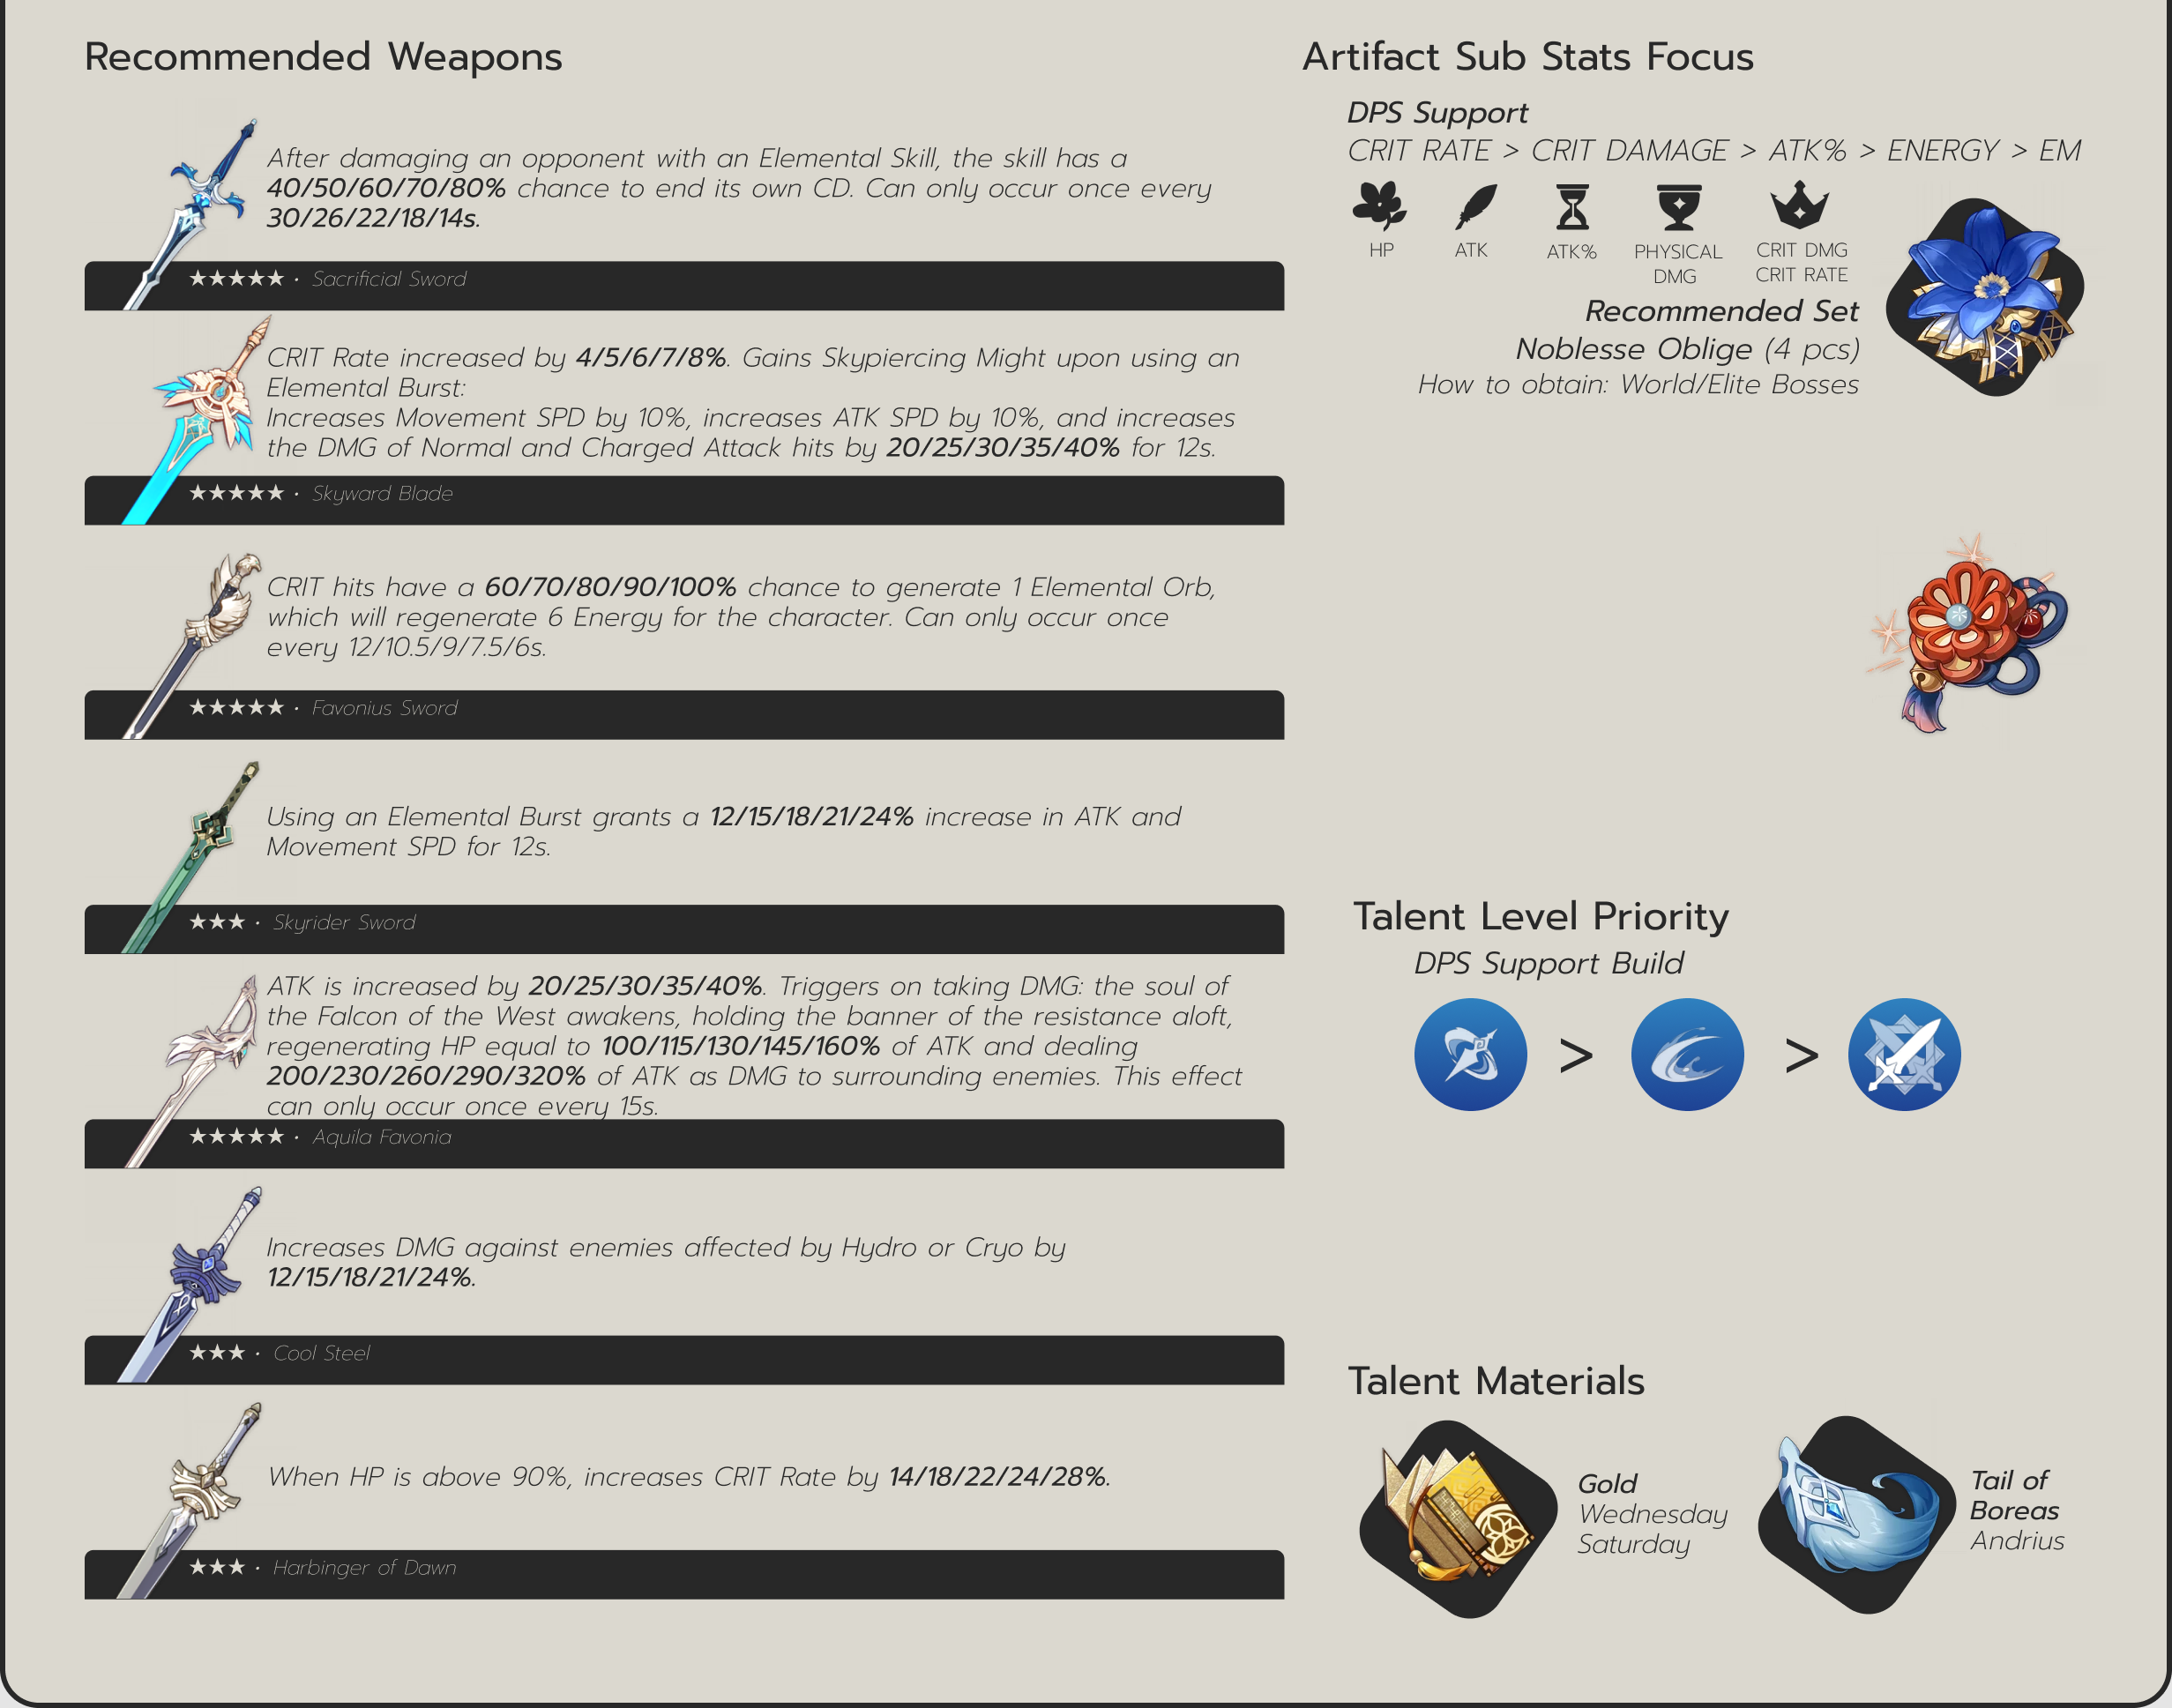 Recommended Weapons
After damaging an opponent with an Elemental Skill, the skill has a
40/50/60/70/80% chance to end its own CD. Can only occur once every
30/26/22/18/14s.
★★★★★ • Sacrificial Sword
CRIT Rate increased by 4/5/6/7/8%. Gains Skypiercing Might upon using an
Elemental Burst:
Increases Movement SPD by 10%, increases ATK SPD by 10%, and increases
the DMG of Normal and Charged Attack hits by 20/25/30/35/40% for 12s.
★★★★★ • Skyward Blade
CRIT hits have a 60/70/80/90/100% chance to generate 1 Elemental Orb,
which will regenerate 6 Energy for the character. Can only occur once
every 12/10.5/9/7.5/6s.
★★★★★ • Favonius Sword
Using an Elemental Burst grants a 12/15/18/21/24% increase in ATK and
Movement SPD for 12s.
★★★ • Skyrider Sword
ATK is increased by 20/25/30/35/40%. Triggers on taking DMG: the soul of
the Falcon of the West awakens, holding the banner of the resistance aloft,
regenerating HP equal to 100/115/130/145/160% of ATK and dealing
200/230/260/290/320% of ATK as DMG to surrounding enemies. This effect
can only occur once every 15s.
★★★★★ • Aquila Favonia
Increases DMG against enemies affected by Hydro or Cryo by
12/15/18/21/24%.
★★★ • Cool Steel
When HP is above 90%, increases CRIT Rate by 14/18/22/24/28%.
★★★ • Harbinger of Dawn
Artifact Sub Stats Focus
DPS Support
CRIT RATE > CRIT DAMAGE > ATK% > ENERGY > EM
HP
ATK
ATK%
PHYSICAL
DMG
CRIT DMG
CRIT RATE
Recommended Set
Noblesse Oblige (4 pcs)
How to obtain: World/Elite Bosses
Talent Level Priority
DPS Support Build
> >
Talent Materials
Gold
Wednesday
Saturday
Tail of
Boreas
Andrius